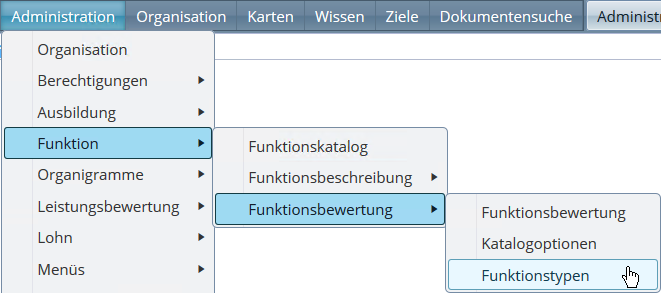 Administration Organisation Karten Wissen Ziele Dokumentensuche Administr
Organisation
Berechtigungen
Ausbildung
Funktion
Organigramme
Leistungsbewertung
Lohn
Menüs
Funktionskatalog
Funktionsbeschreibung
Funktionsbewertung
Funktionsbewertung
Katalogoptionen
Funktionstypen